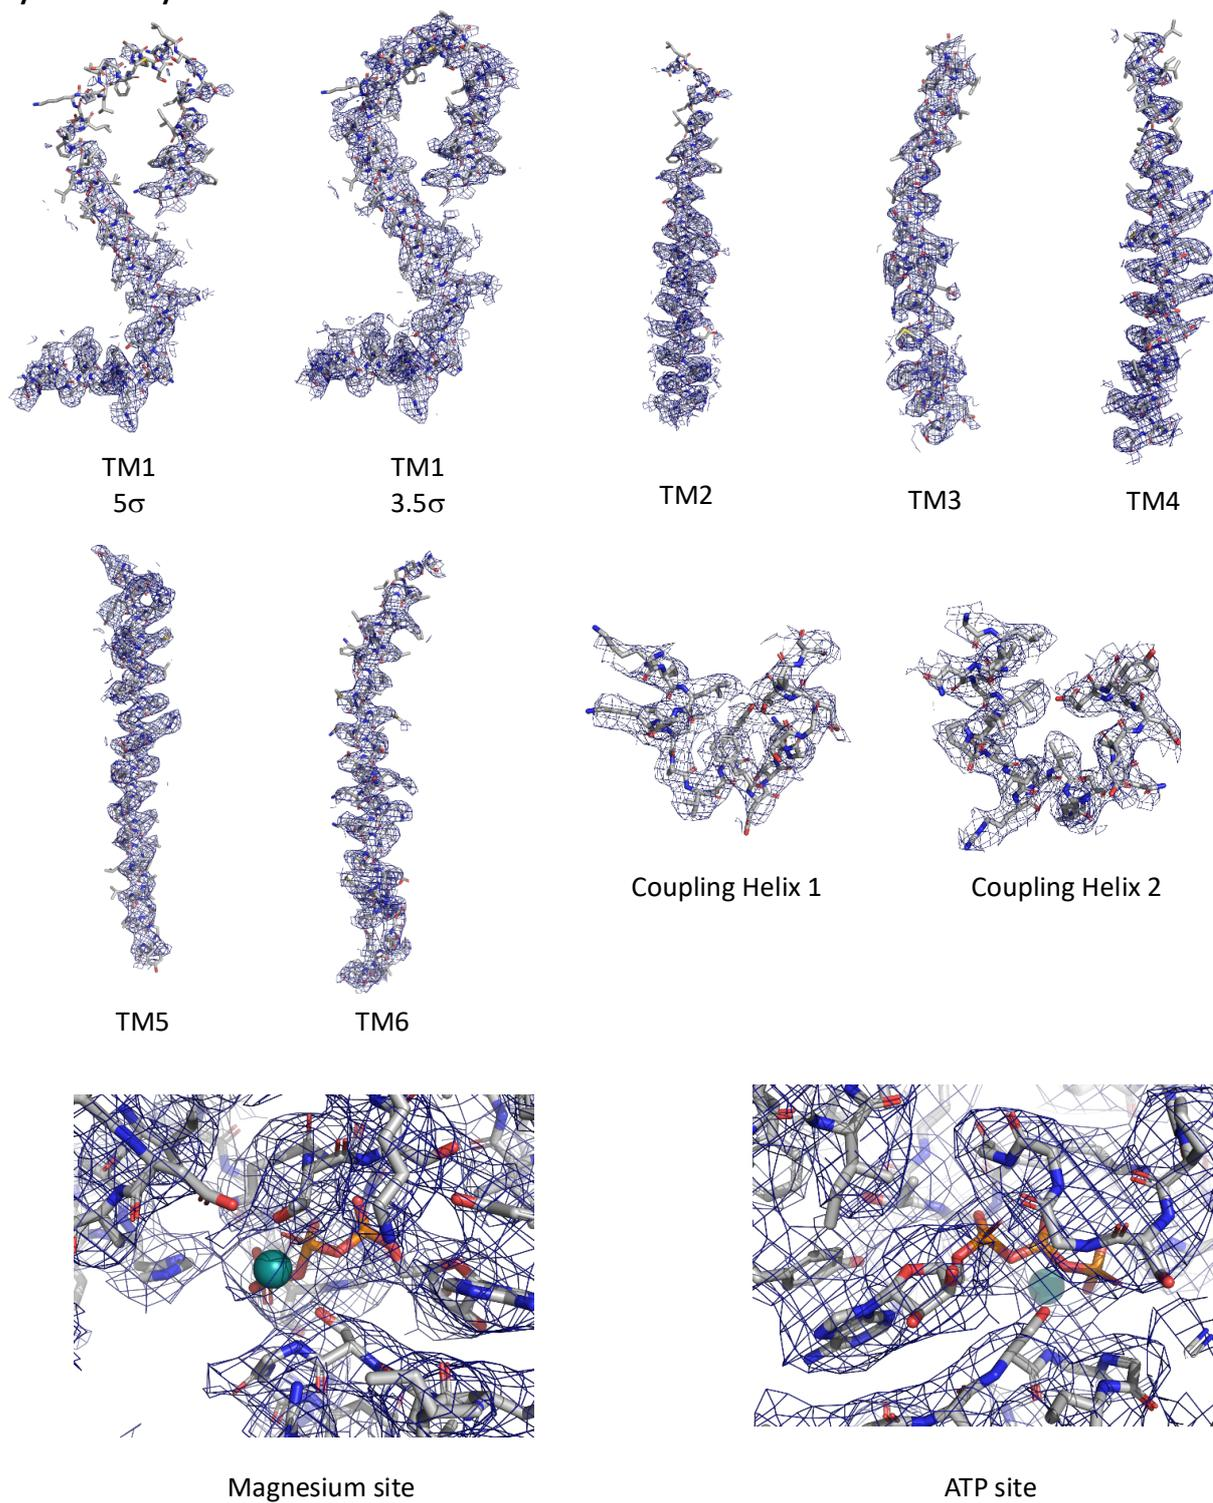 TM1
5σ
TM1
3.5σ
TM2
TM3
TM4
TM5
TM6
Coupling Helix 1
Coupling Helix 2
Magnesium site
ATP site